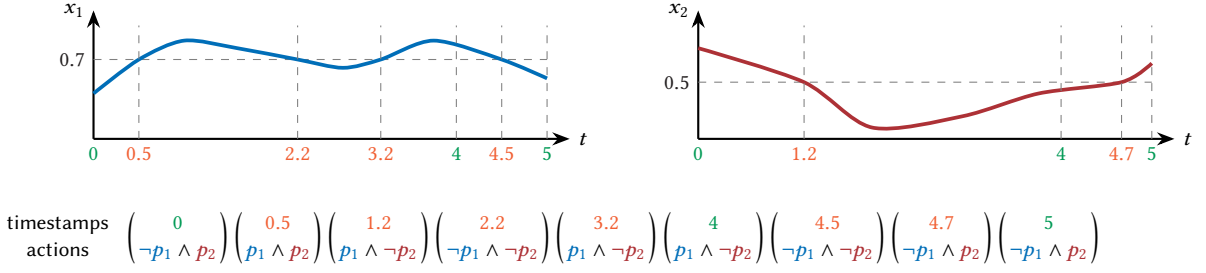 x₁ x₂
0.7 0.5
t t
0 0.5 2.2 3.2 4 4.5 5 0 1.2 4 4.7 5
timestamps ( 0 ) ( 0.5 ) ( 1.2 ) ( 2.2 ) ( 3.2 ) ( 4 ) ( 4.5 ) ( 4.7 ) ( 5 )
actions ¬p₁ ∧ p₂ p₁ ∧ p₂ p₁ ∧ ¬p₂ ¬p₁ ∧ ¬p₂ p₁ ∧ ¬p₂ p₁ ∧ ¬p₂ ¬p₁ ∧ ¬p₂ ¬p₁ ∧ p₂ ¬p₁ ∧ p₂